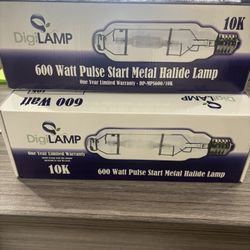 DigiLAMP
10K
600 Watt Pulse Start Metal Halide Lamp
One Year Limited Warranty - DP-MPS600/10K
600 Watt
DigiLAMP
One Year Limited Warranty
10K
600 Watt Pulse Start Metal Halide Lamp